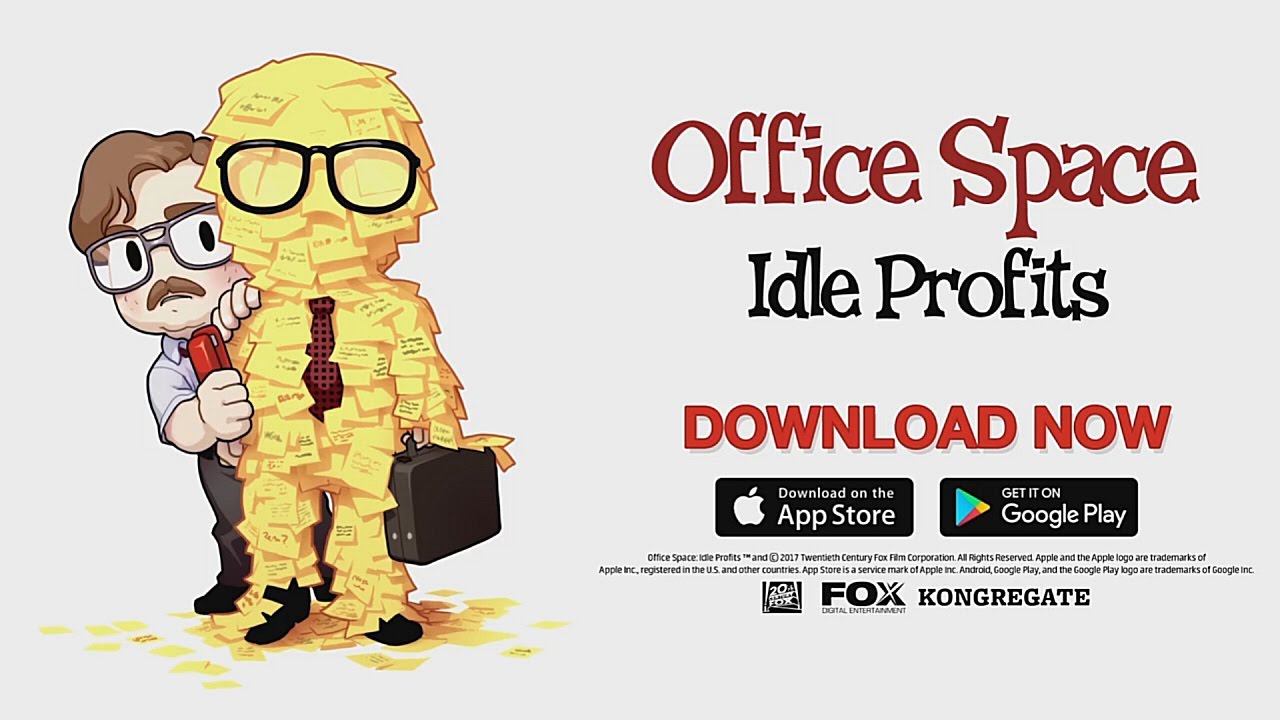 Office Space
Idle Profits
DOWNLOAD NOW
Download on the
App Store
GET IT ON
Google Play
Office Space: Idle Profits ™ and © 2017 Twentieth Century Fox Film Corporation. All Rights Reserved. Apple and the Apple logo are trademarks of
Apple Inc., registered in the U.S. and other countries. App Store is a service mark of Apple Inc. Android, Google Play, and the Google Play logo are trademarks of Google Inc.
20th CENTURY FOX
FOX
DIGITAL ENTERTAINMENT
KONGREGATE